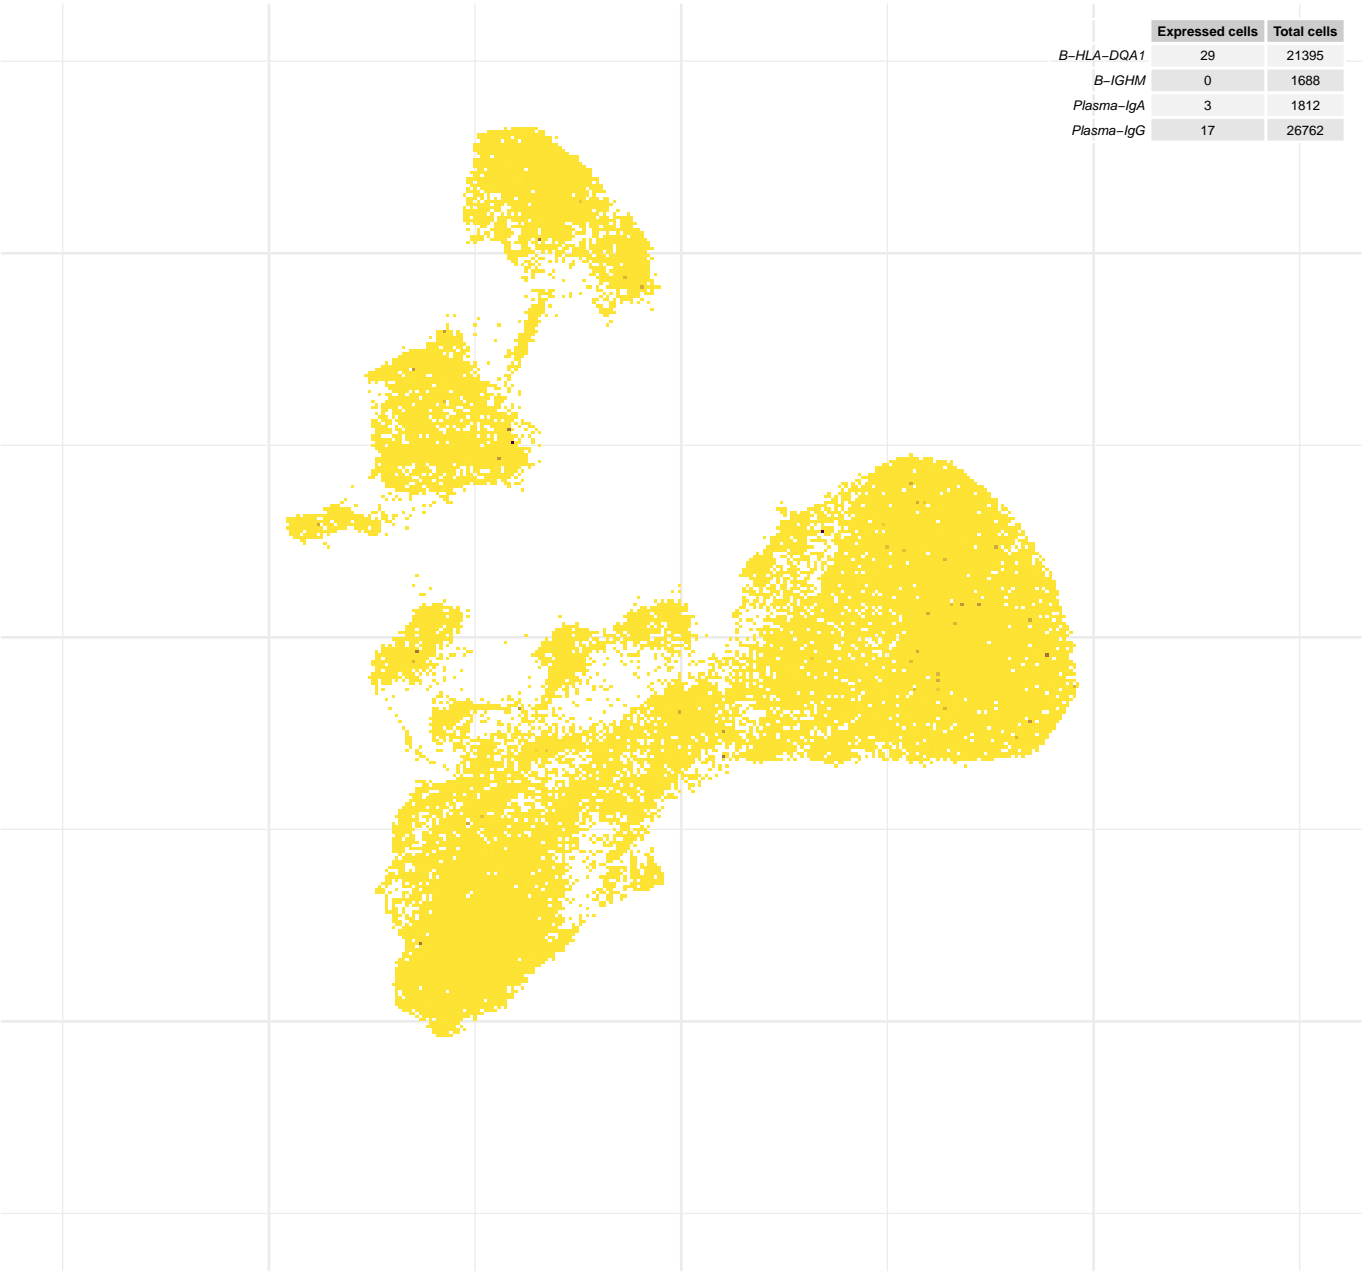 Expressed cells Total cells
B−HLA−DQA1 29 21395
B−IGHM 0 1688
Plasma−IgA 3 1812
Plasma−IgG 17 26762